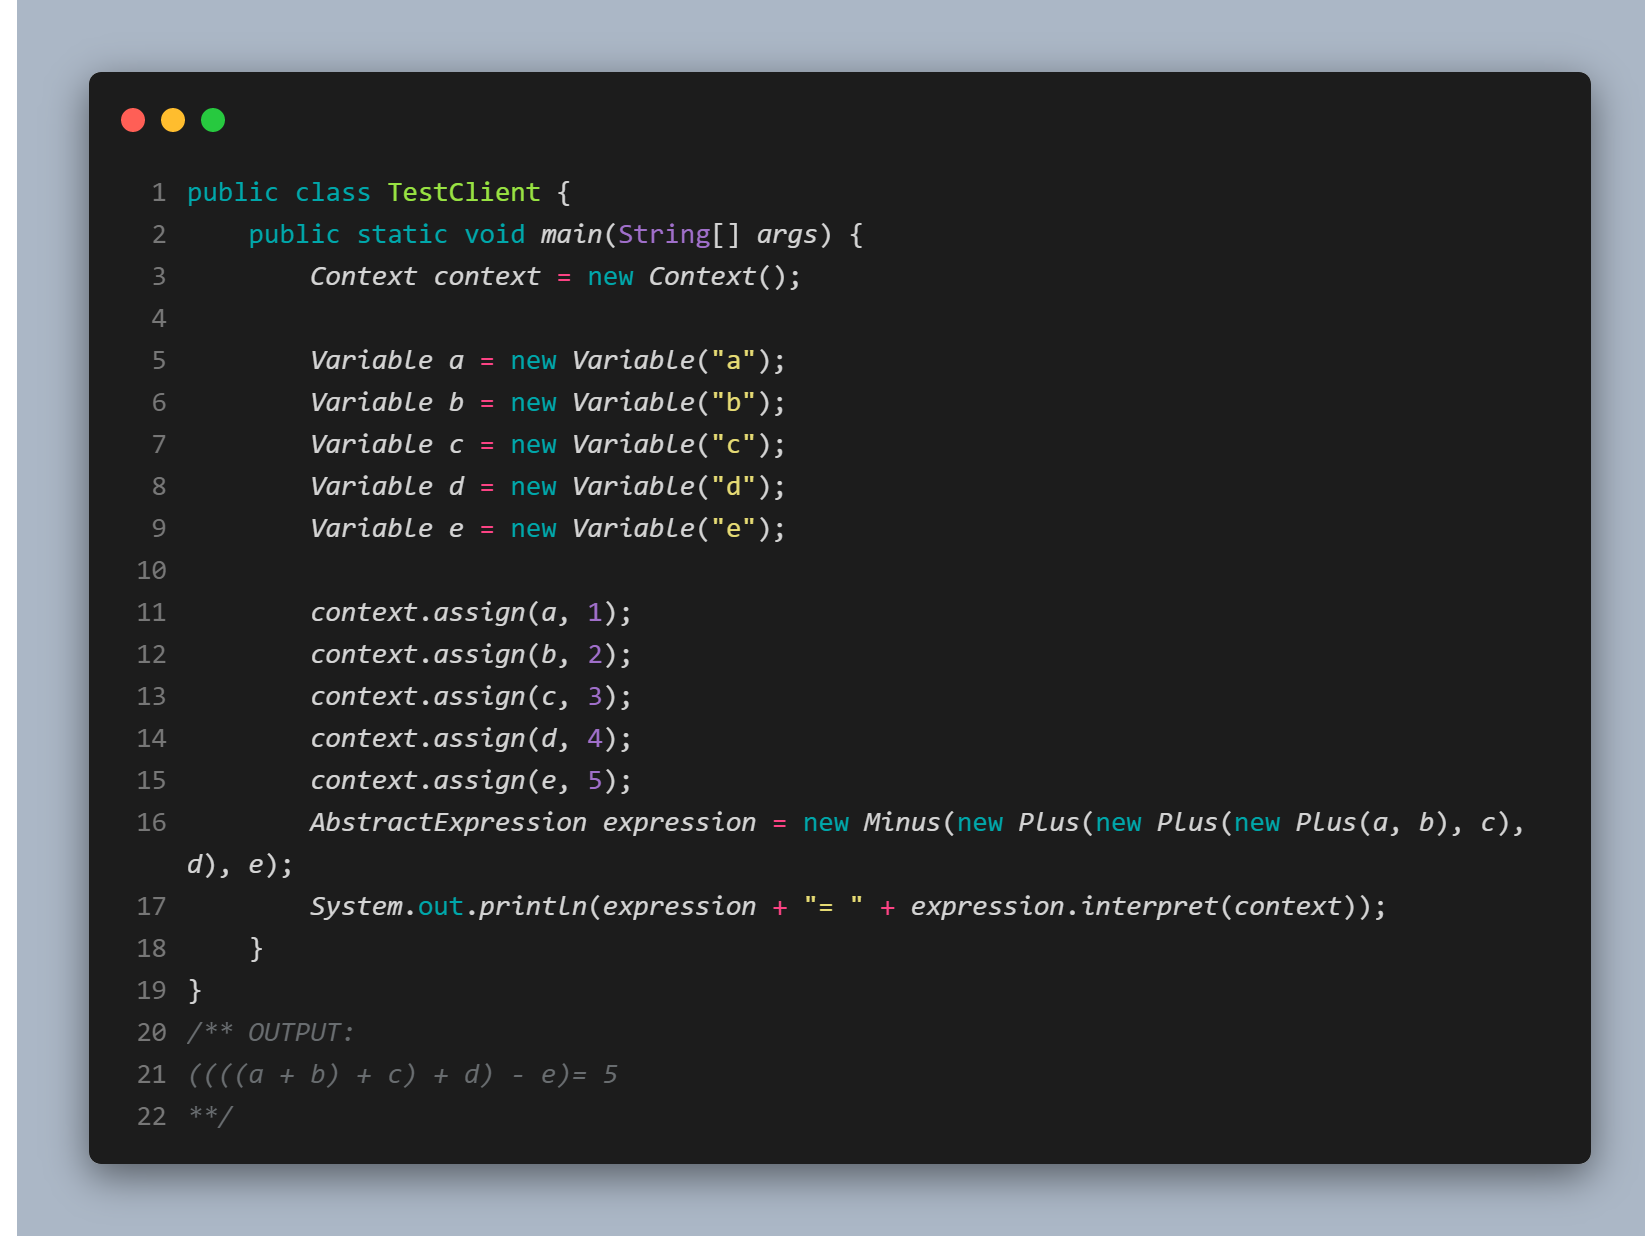 1 public class TestClient {
2     public static void main(String[] args) {
3         Context context = new Context();
4
5         Variable a = new Variable("a");
6         Variable b = new Variable("b");
7         Variable c = new Variable("c");
8         Variable d = new Variable("d");
9         Variable e = new Variable("e");
10
11         context.assign(a, 1);
12         context.assign(b, 2);
13         context.assign(c, 3);
14         context.assign(d, 4);
15         context.assign(e, 5);
16         AbstractExpression expression = new Minus(new Plus(new Plus(new Plus(a, b), c),
d), e);
17         System.out.println(expression + "= " + expression.interpret(context));
18     }
19 }
20 /** OUTPUT:
21 ((((a + b) + c) + d) - e)= 5
22 **/